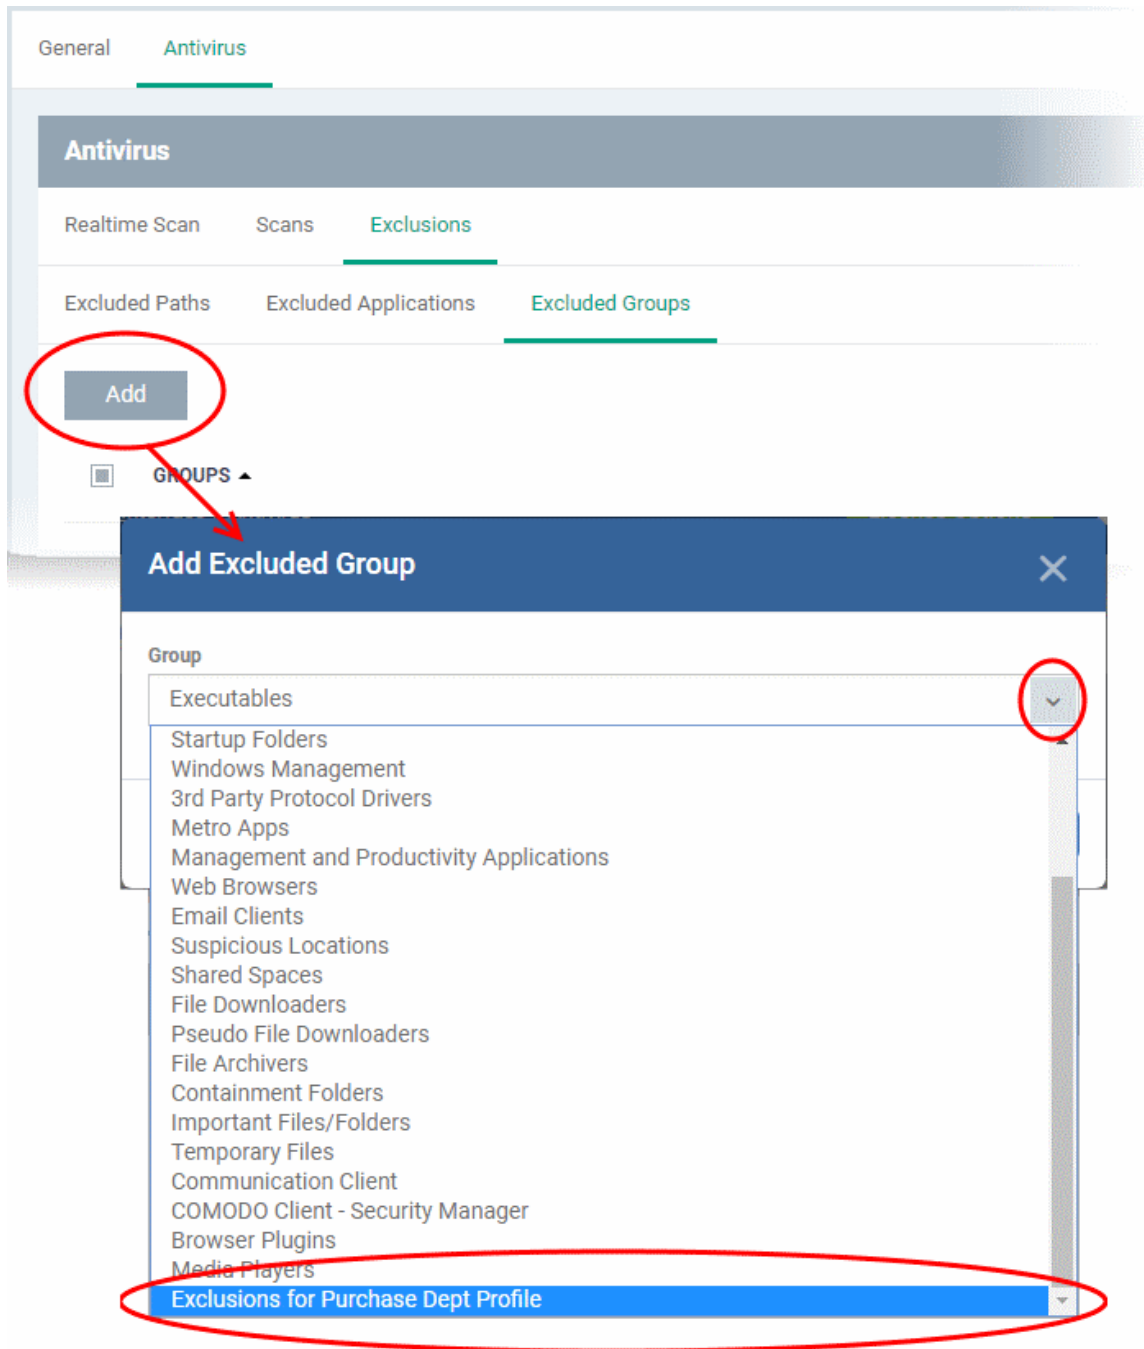 General Antivirus
Antivirus
Realtime Scan Scans Exclusions
Excluded Paths Excluded Applications Excluded Groups
Add
GROUPS
Add Excluded Group
Group
Executables
Startup Folders
Windows Management
3rd Party Protocol Drivers
Metro Apps
Management and Productivity Applications
Web Browsers
Email Clients
Suspicious Locations
Shared Spaces
File Downloaders
Pseudo File Downloaders
File Archivers
Containment Folders
Important Files/Folders
Temporary Files
Communication Client
COMODO Client - Security Manager
Browser Plugins
Media Players
Exclusions for Purchase Dept Profile